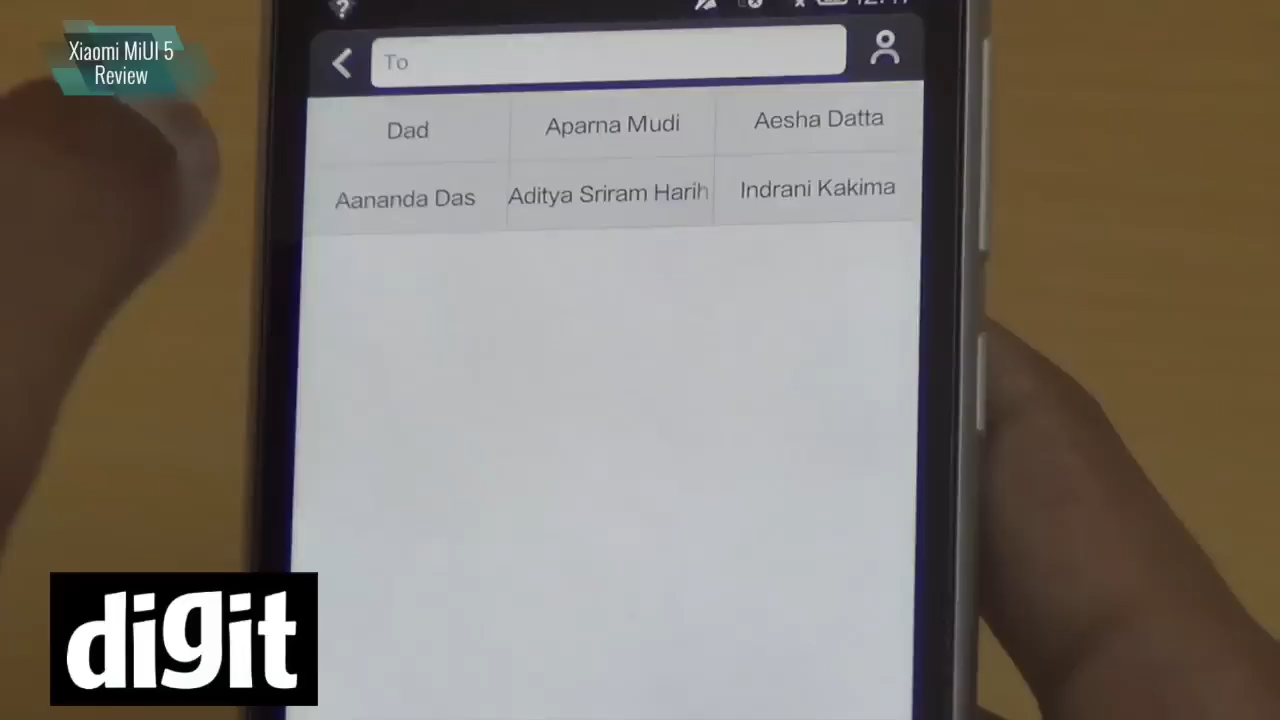 Xiaomi MiUI 5
Review
To
Dad
Aparna Mudi
Aesha Datta
Aananda Das
Aditya Sriram Harih
Indrani Kakima
digit